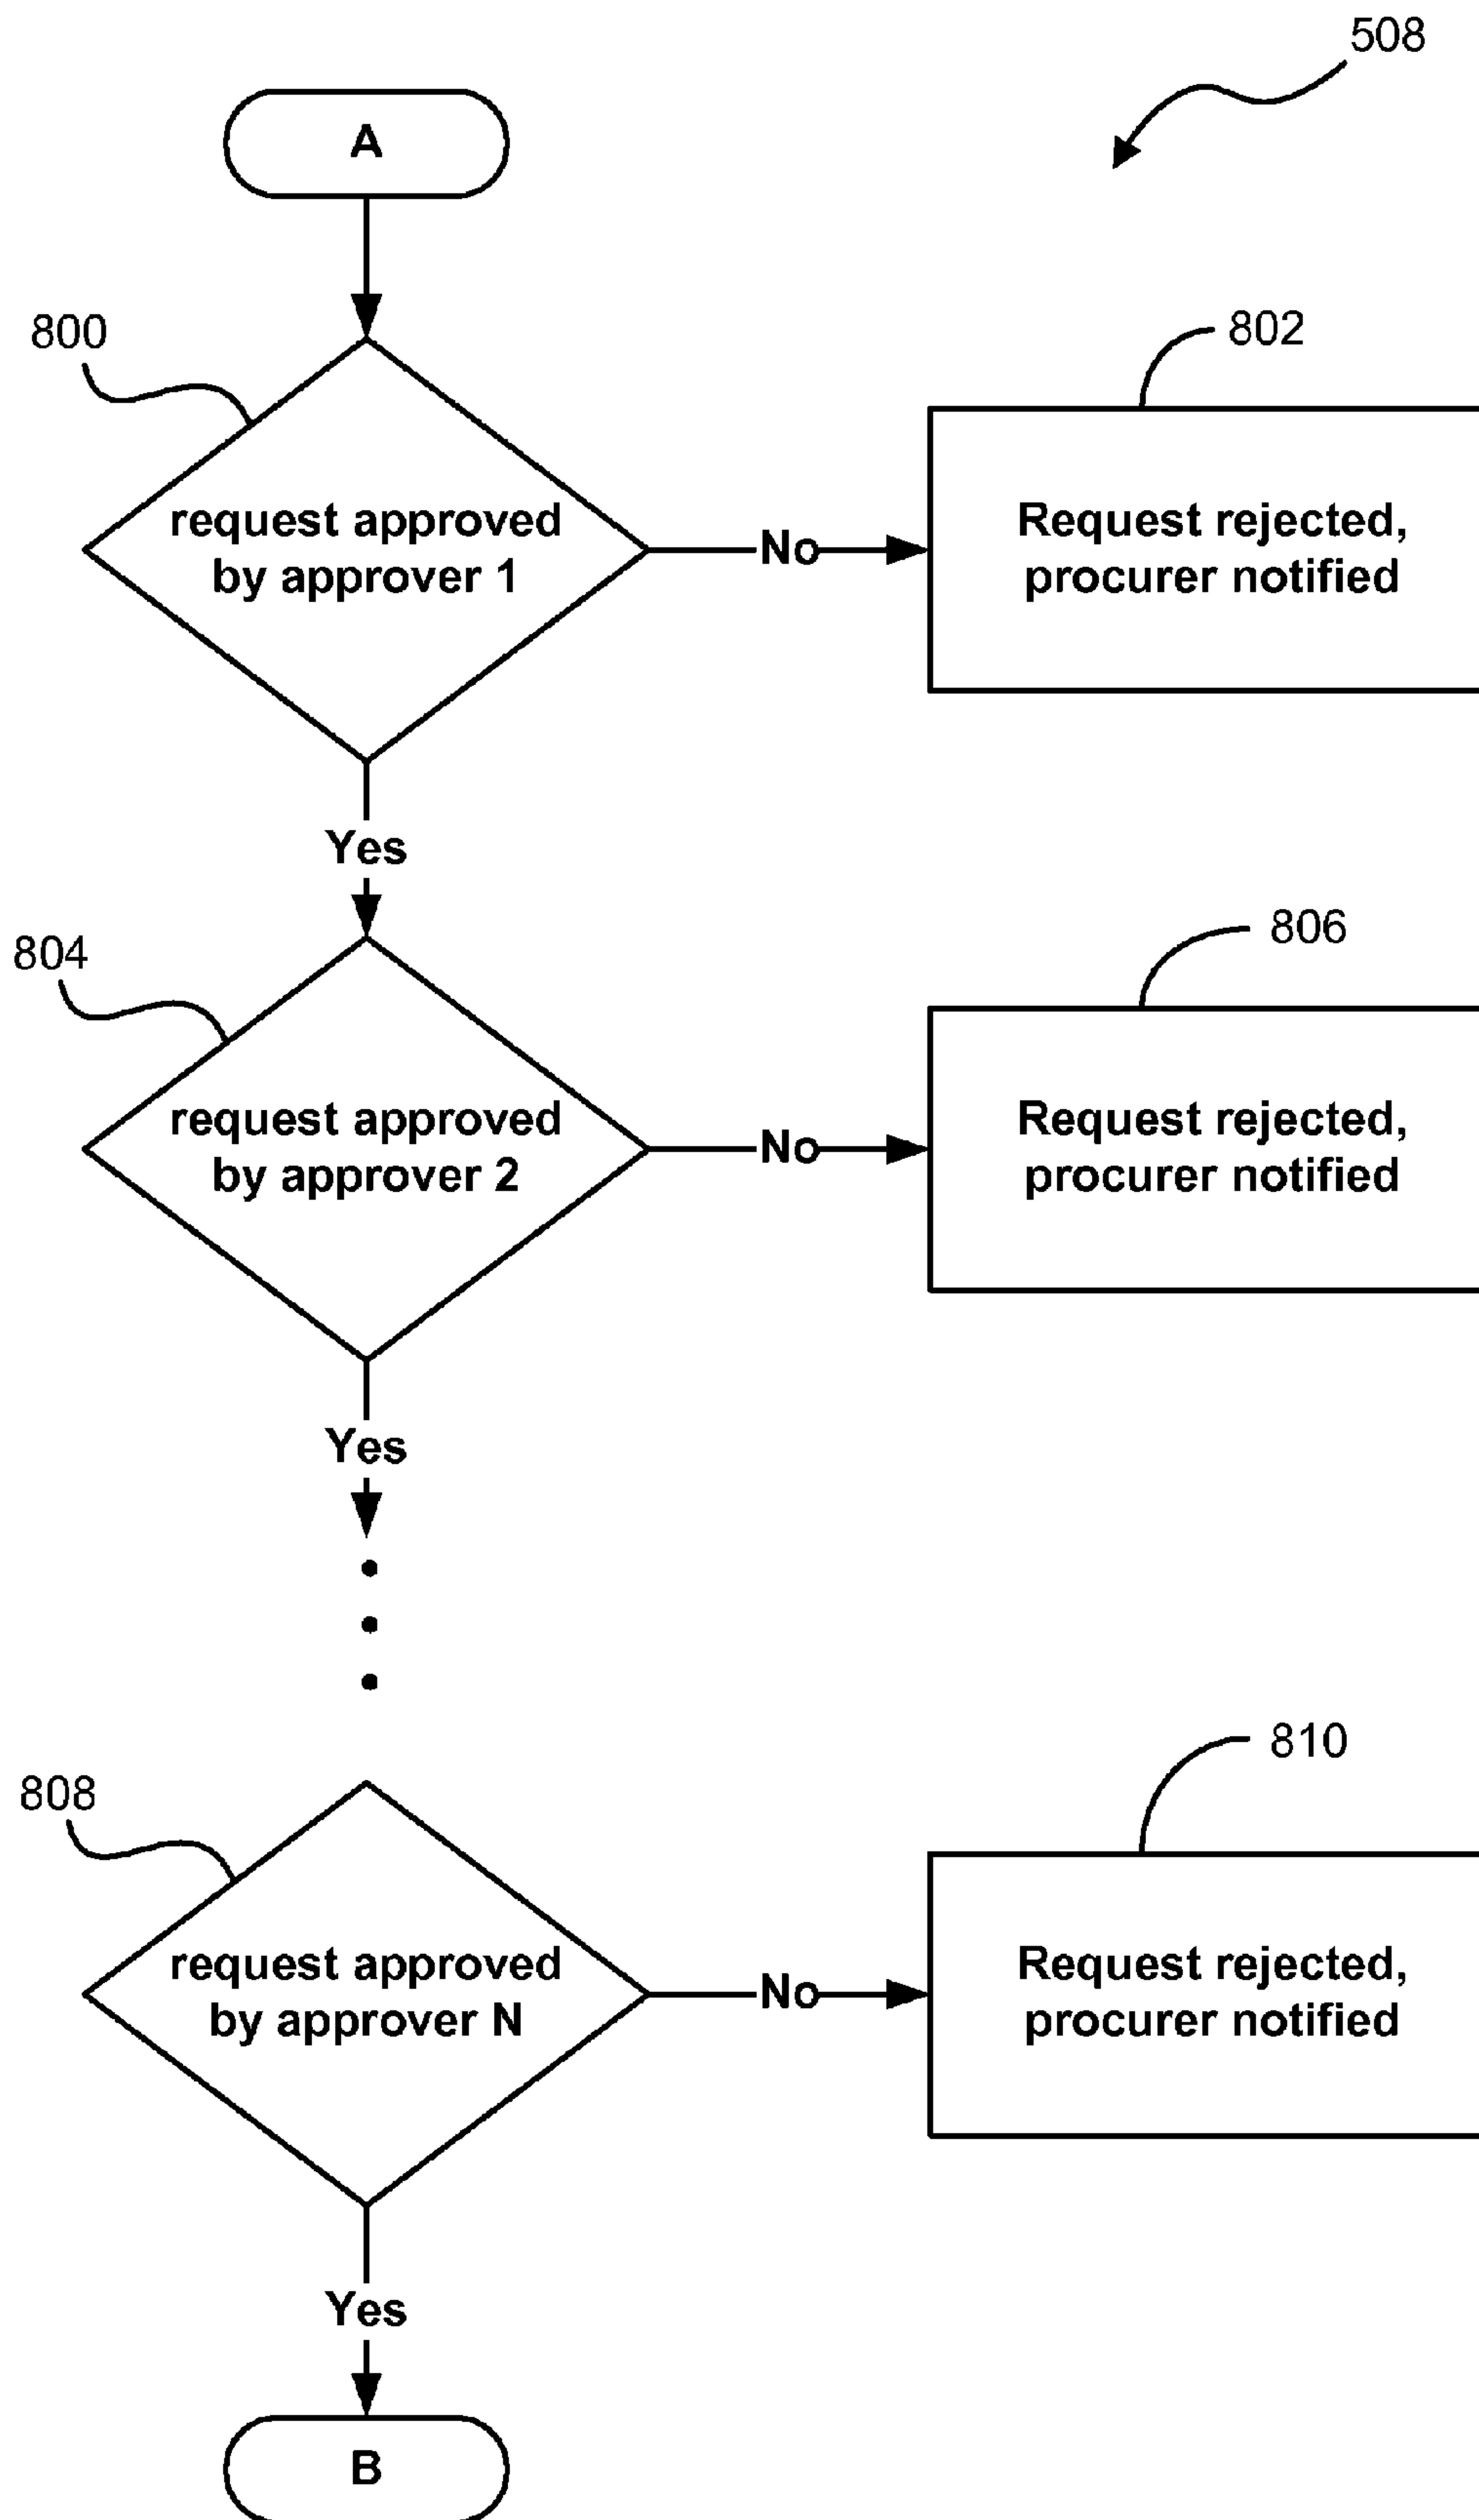 508
A
800
802
request approved
by approver 1
No
Request rejected,
procurer notified
Yes
804
806
request approved
by approver 2
No
Request rejected,
procurer notified
Yes
808
810
request approved
by approver N
No
Request rejected,
procurer notified
Yes
B